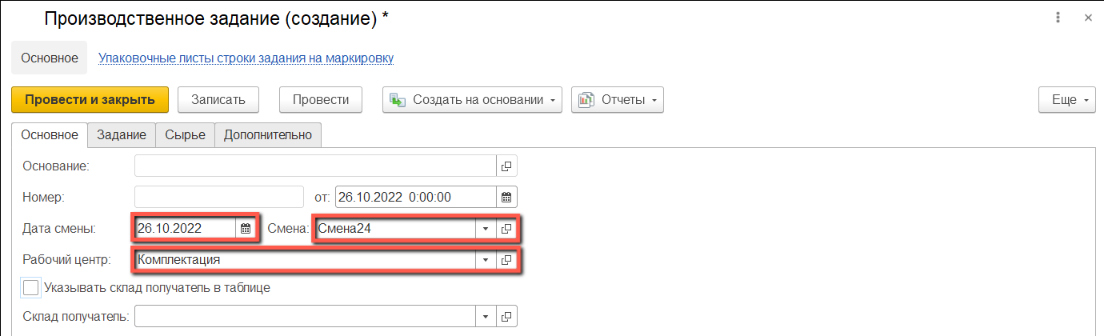 Производственное задание (создание) *
Основное Упаковочные листы строки задания на маркировку
Провести и закрыть Записать Провести Создать на основании Отчеты Еще
Основное Задание Сырье Дополнительно
Основание:
Номер: от: 26.10.2022 0:00:00
Дата смены: 26.10.2022 Смена: Смена24
Рабочий центр: Комплектация
Указывать склад получатель в таблице
Склад получатель: